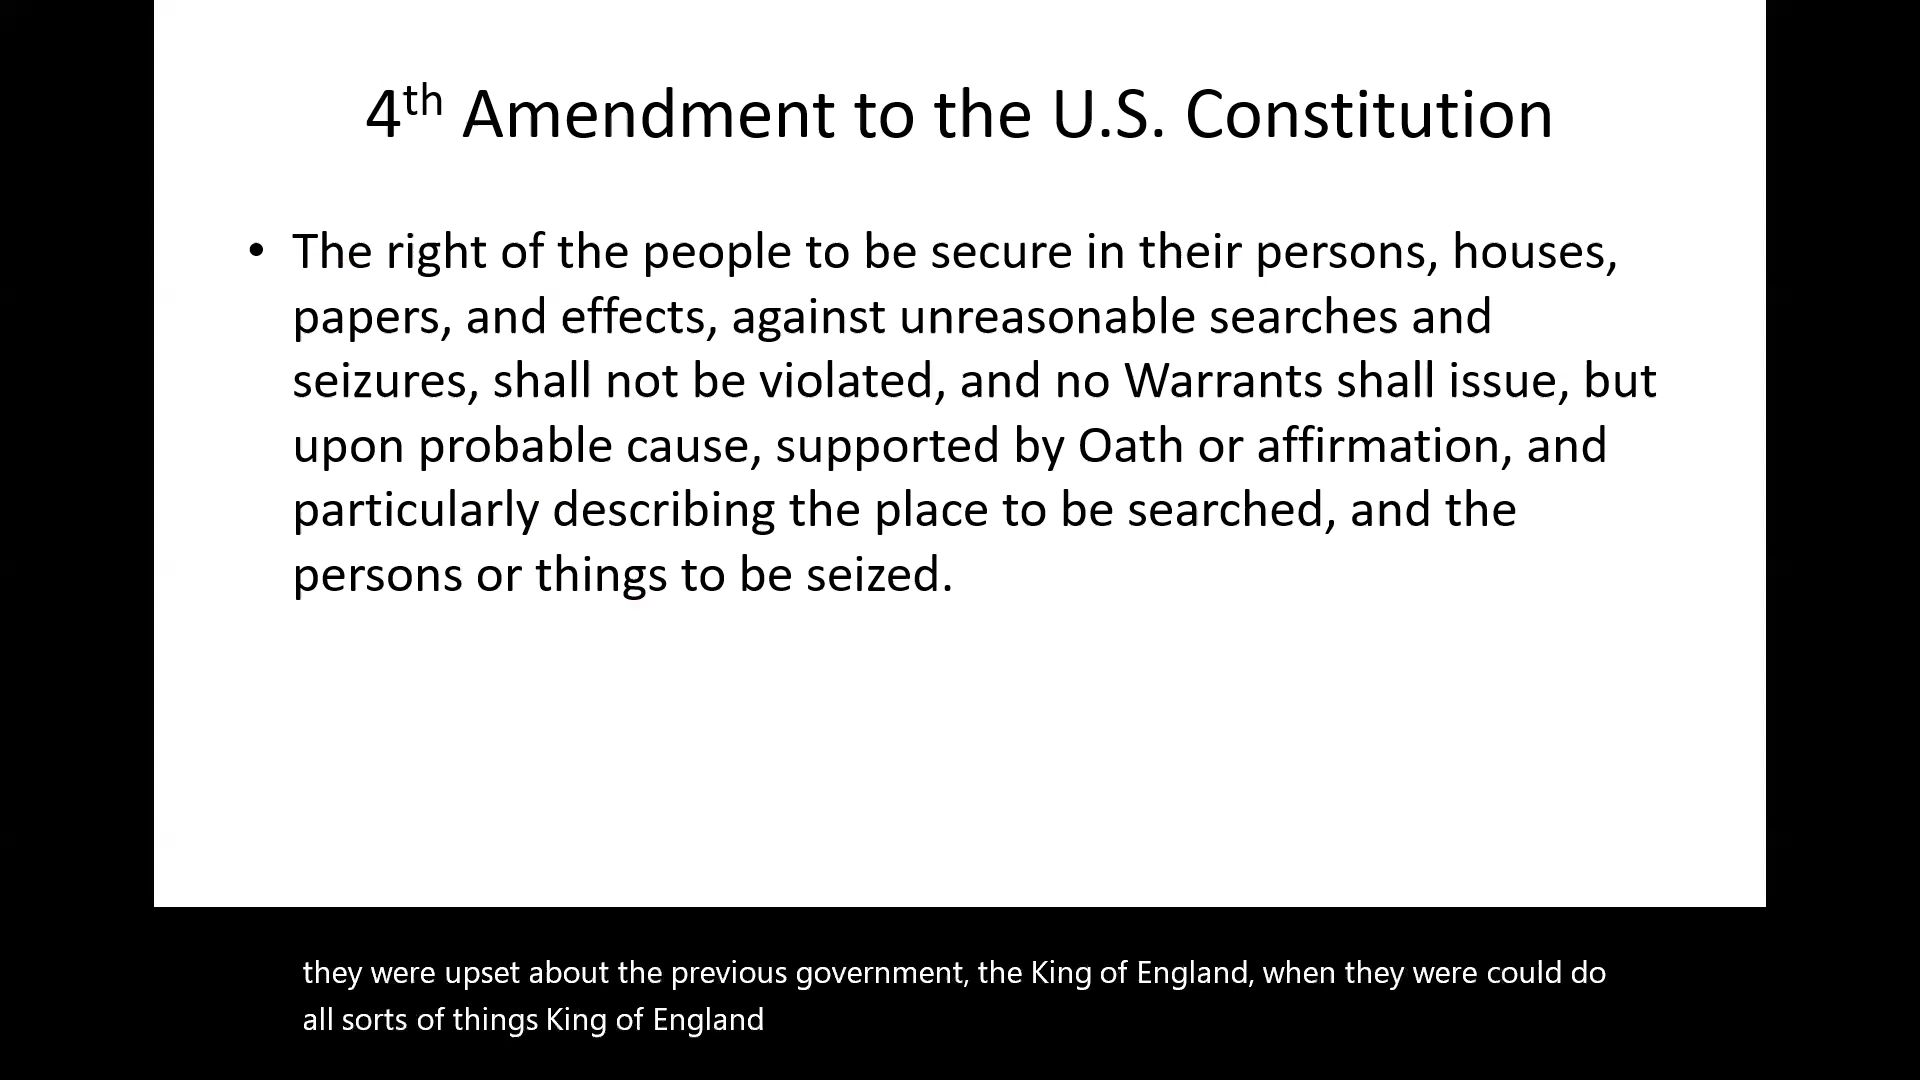 4th Amendment to the U.S. Constitution
• The right of the people to be secure in their persons, houses,
papers, and effects, against unreasonable searches and
seizures, shall not be violated, and no Warrants shall issue, but
upon probable cause, supported by Oath or affirmation, and
particularly describing the place to be searched, and the
persons or things to be seized.
they were upset about the previous government, the King of England, when they were could do
all sorts of things King of England